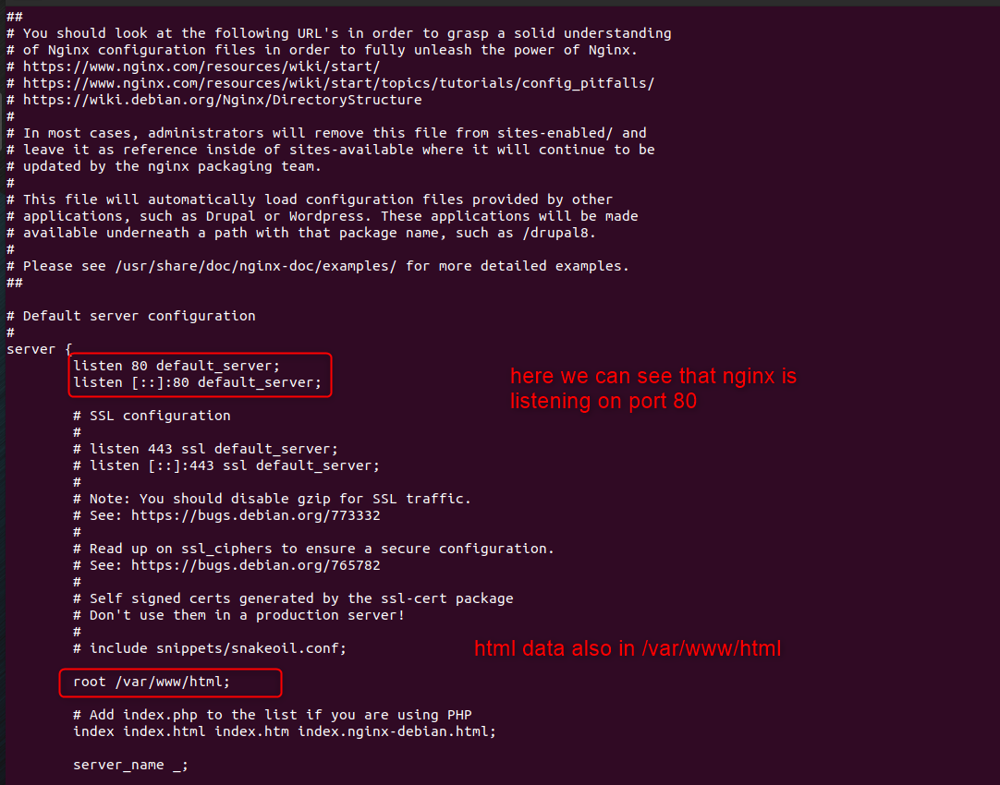 ##
# You should look at the following URL's in order to grasp a solid understanding
# of Nginx configuration files in order to fully unleash the power of Nginx.
# https://www.nginx.com/resources/wiki/start/
# https://www.nginx.com/resources/wiki/start/topics/tutorials/config_pitfalls/
# https://wiki.debian.org/Nginx/DirectoryStructure
#
# In most cases, administrators will remove this file from sites-enabled/ and
# leave it as reference inside of sites-available where it will continue to be
# updated by the nginx packaging team.
#
# This file will automatically load configuration files provided by other
# applications, such as Drupal or Wordpress. These applications will be made
# available underneath a path with that package name, such as /drupal8.
#
# Please see /usr/share/doc/nginx-doc/examples/ for more detailed examples.
##
# Default server configuration
#
server {
listen 80 default_server;
listen [::]:80 default_server;
here we can see that nginx is
listening on port 80
# SSL configuration
#
# listen 443 ssl default_server;
# listen [::]:443 ssl default_server;
#
# Note: You should disable gzip for SSL traffic.
# See: https://bugs.debian.org/773332
#
# Read up on ssl_ciphers to ensure a secure configuration.
# See: https://bugs.debian.org/765782
#
# Self signed certs generated by the ssl-cert package
# Don't use them in a production server!
#
# include snippets/snakeoil.conf;
html data also in /var/www/html
root /var/www/html;
# Add index.php to the list if you are using PHP
index index.html index.htm index.nginx-debian.html;
server_name _;